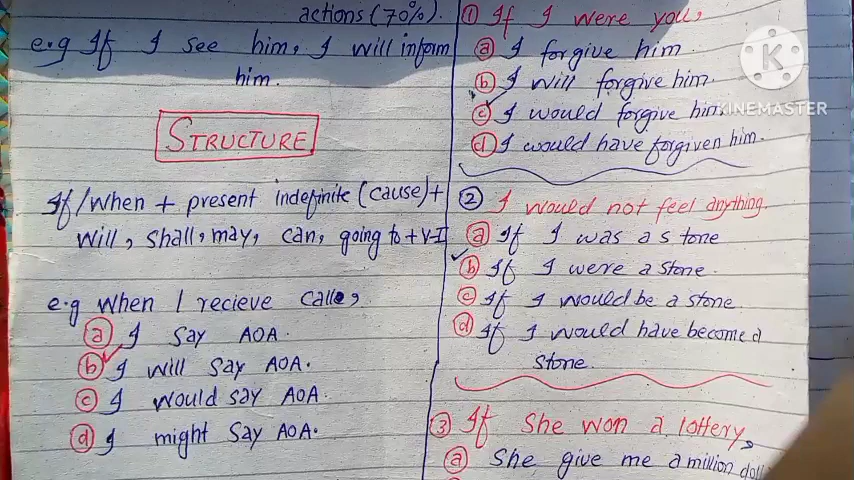 actions (70%).
e.g If I see him, I will inform
him.
STRUCTURE
If/When + present indefinite (cause) +
will, shall, may, can, going to + V-I
e.g When I recieve call,
a I say AOA.
b I will say AOA.
c I would say AOA.
d I might say AOA.
1 If I were you,
a I forgive him
b I will forgive him.
c I would forgive him.
d I would have forgiven him.
2 I would not feel anything.
a If I was a stone
b If I were a stone.
c If I would be a stone.
d If I would have become a
stone.
3 If She won a lottery,
a She give me a million
K
KINEMASTER